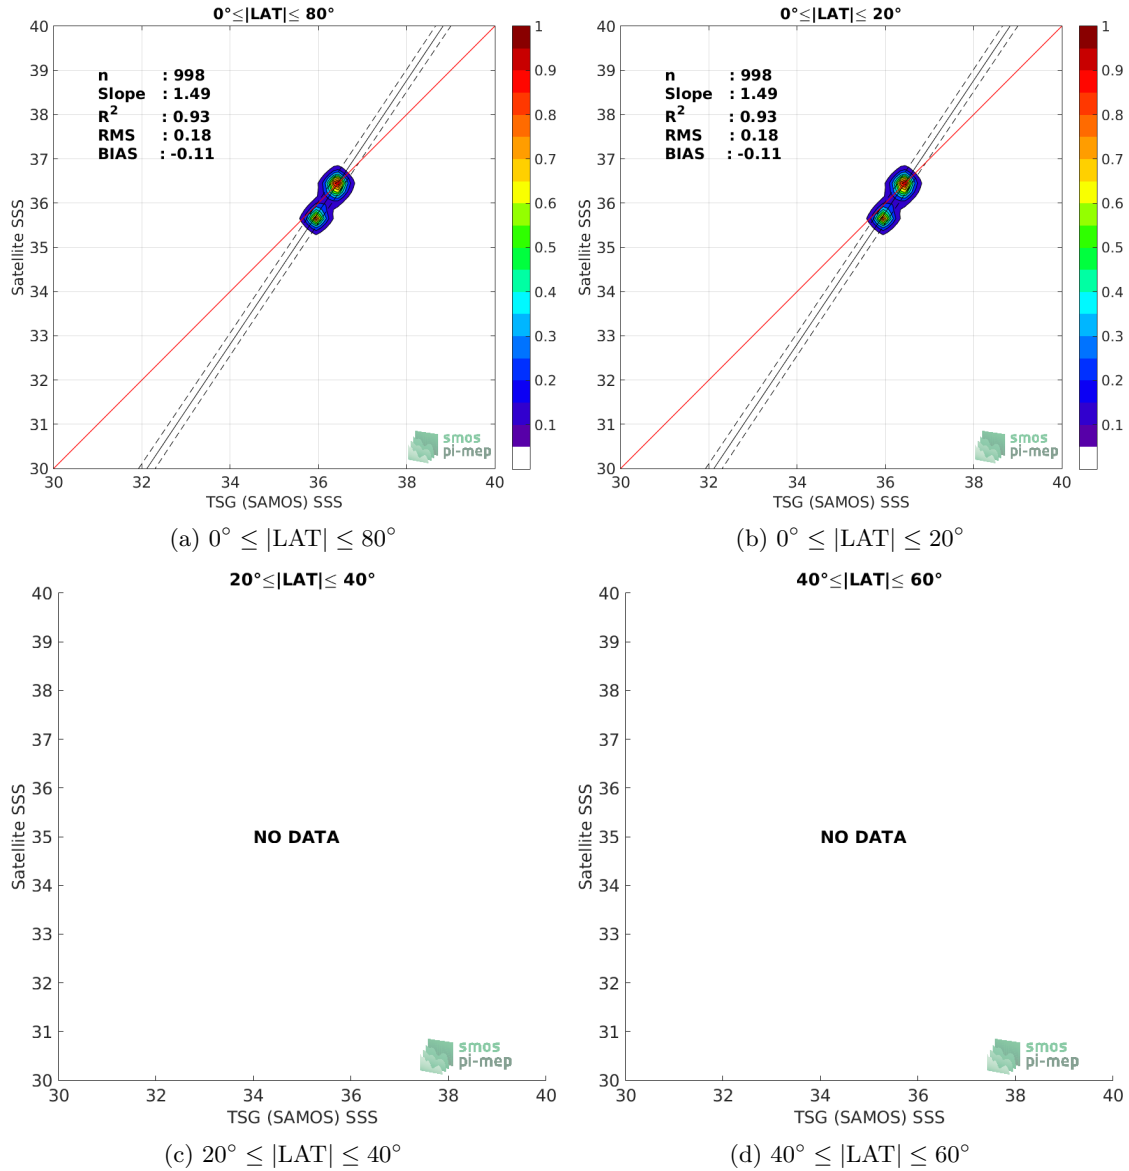 0°≤|LAT|≤ 80°
40
39
38
37
36
35
34
33
32
31
30
Satellite SSS
n : 998
Slope : 1.49
R² : 0.93
RMS : 0.18
BIAS : -0.11
smos
pi-mep
30 32 34 36 38 40
TSG (SAMOS) SSS
1
0.9
0.8
0.7
0.6
0.5
0.4
0.3
0.2
0.1
(a) 0° ≤ |LAT| ≤ 80°
0°≤|LAT|≤ 20°
40
39
38
37
36
35
34
33
32
31
30
Satellite SSS
n : 998
Slope : 1.49
R² : 0.93
RMS : 0.18
BIAS : -0.11
smos
pi-mep
30 32 34 36 38 40
TSG (SAMOS) SSS
1
0.9
0.8
0.7
0.6
0.5
0.4
0.3
0.2
0.1
(b) 0° ≤ |LAT| ≤ 20°
20°≤|LAT|≤ 40°
40
39
38
37
36
35
34
33
32
31
30
Satellite SSS
NO DATA
smos
pi-mep
30 32 34 36 38 40
TSG (SAMOS) SSS
(c) 20° ≤ |LAT| ≤ 40°
40°≤|LAT|≤ 60°
40
39
38
37
36
35
34
33
32
31
30
Satellite SSS
NO DATA
smos
pi-mep
30 32 34 36 38 40
TSG (SAMOS) SSS
(d) 40° ≤ |LAT| ≤ 60°